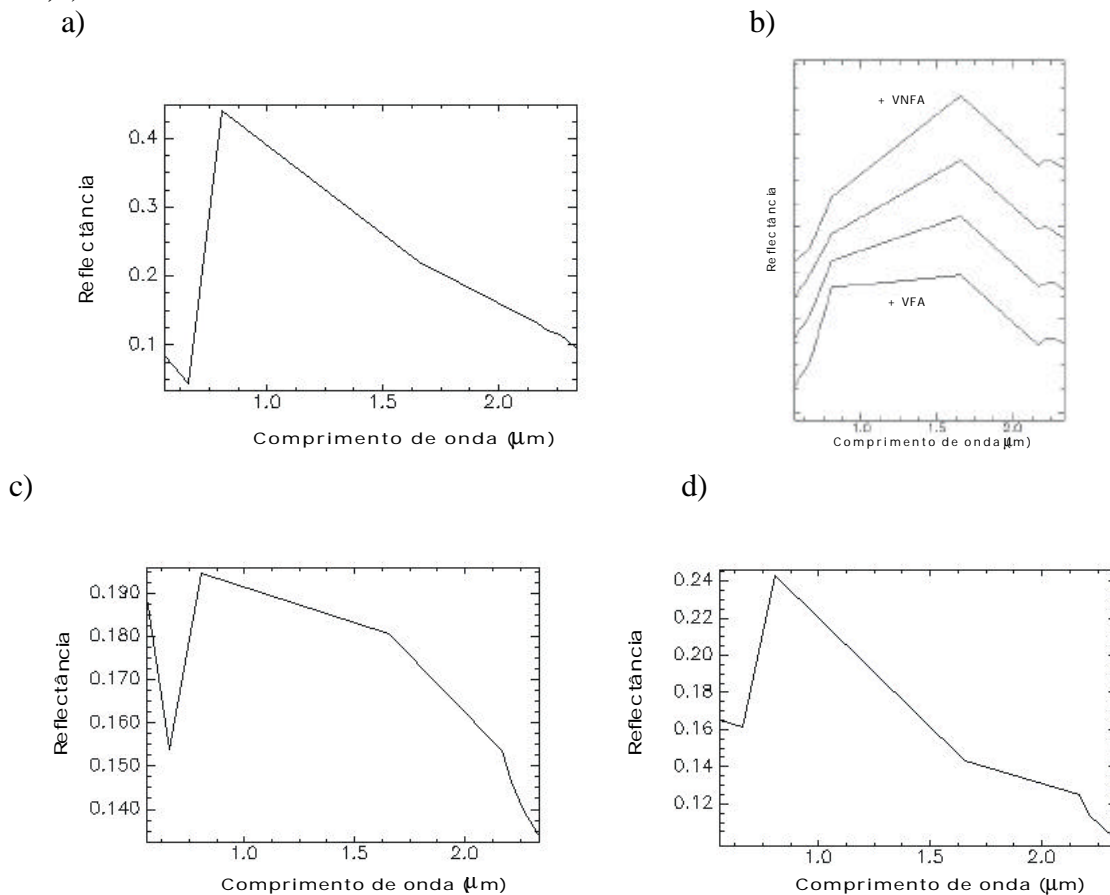 a)
b)
0.4
0.3
0.2
0.1
Reflectância
1.0 1.5 2.0
Comprimento de onda (μm)
+ VNFA
+ VFA
Reflectância
1.0 1.5 2.0
Comprimento de onda μm)
c)
d)
0.190
0.180
0.170
0.160
0.150
0.140
Reflectância
1.0 1.5 2.0
Comprimento de onda (μm)
0.24
0.22
0.20
0.18
0.16
0.14
0.12
Reflectância
1.0 1.5 2.0
Comprimento de onda (μm)